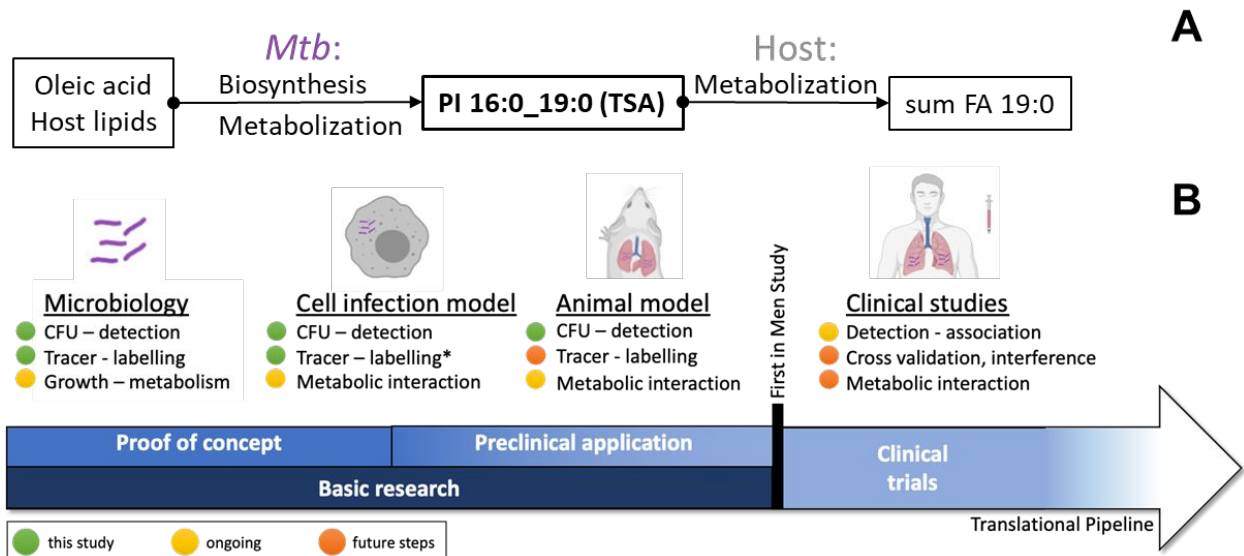 A
Mtb:
Host:
Oleic acid
Host lipids
Biosynthesis
Metabolization
PI 16:0_19:0 (TSA)
Metabolization
sum FA 19:0
B
Microbiology
CFU – detection
Tracer - labelling
Growth – metabolism
Cell infection model
CFU – detection
Tracer – labelling*
Metabolic interaction
Animal model
CFU – detection
Tracer - labelling
Metabolic interaction
First in Men Study
Clinical studies
Detection - association
Cross validation, interference
Metabolic interaction
Proof of concept
Preclinical application
Basic research
Clinical
trials
Translational Pipeline
this study
ongoing
future steps